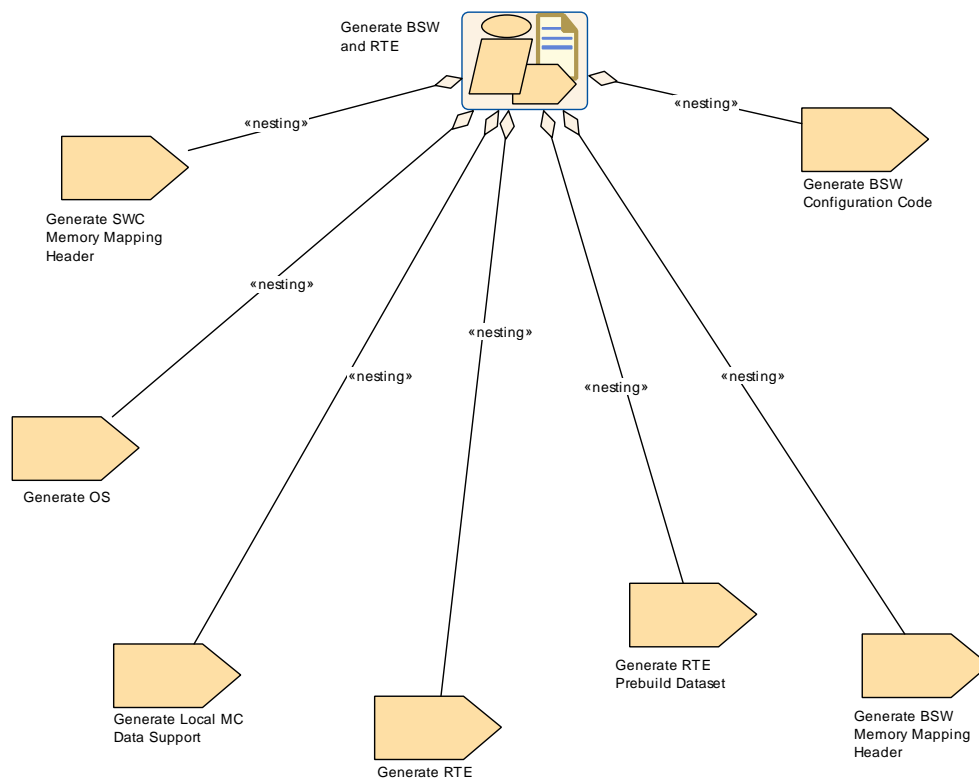 Generate BSW
and RTE
«nesting»
«nesting»
Generate BSW
Configuration Code
Generate SWC
Memory Mapping
Header
«nesting»
«nesting»
«nesting»
«nesting»
«nesting»
Generate OS
Generate RTE
Prebuild Dataset
Generate Local MC
Data Support
Generate BSW
Memory Mapping
Header
Generate RTE